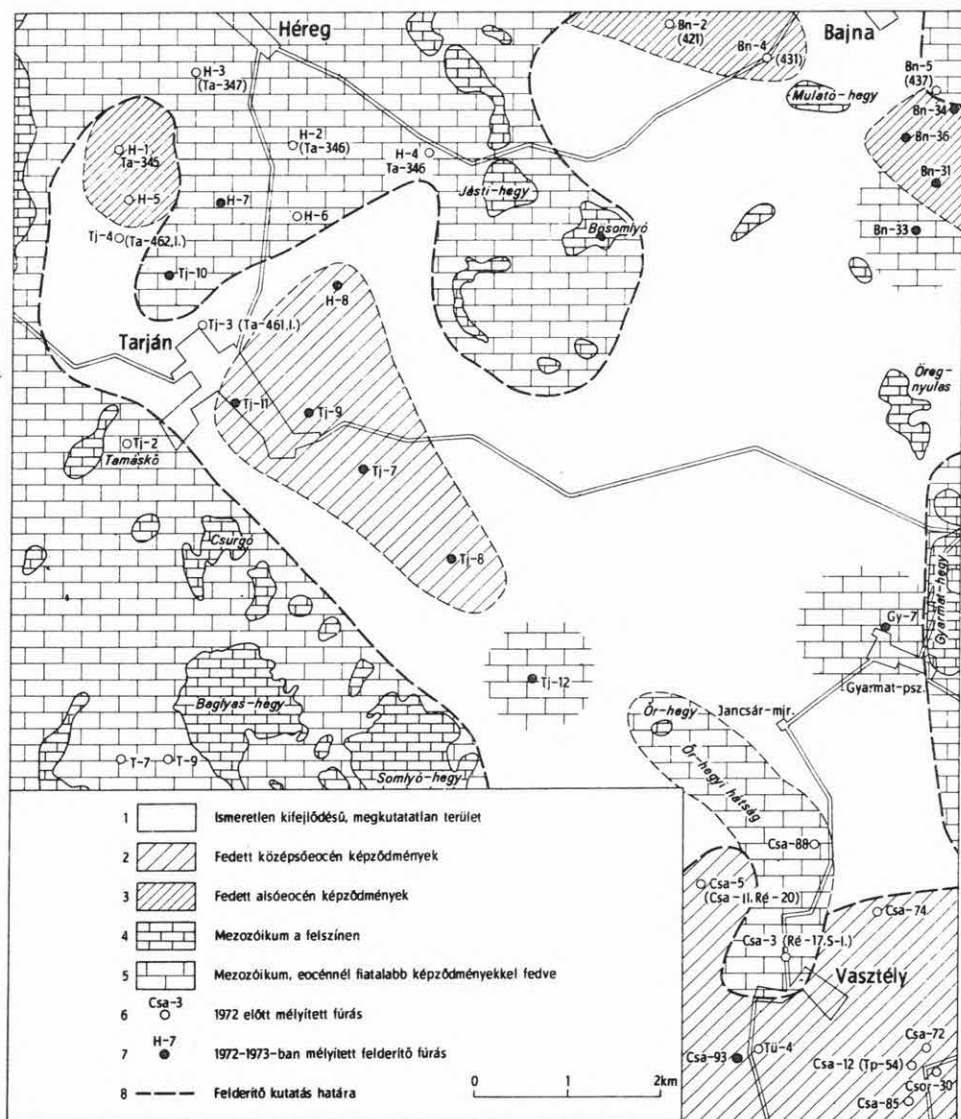 Héreg
Bajna
Bn-2
(421)
Bn-4
(431)
Bn-5
(437)
H-3
(Ta-347)
Mulató-hegy
Bn-34
Bn-36
H-1
Ta-345
H-2
(Ta-346)
H-4
Ta-346
Bn-31
Jásti-hegy
H-5
H-7
H-6
Bosomlyó
Bn-33
Tj-4
(Ta-462,I.)
Tj-10
H-8
Tj-3 (Ta-461,I.)
Tarján
Öreg-
nyulas
Tj-11
Tj-9
Tj-2
Tamáskő
Tj-7
Csurgó
Tj-8
Gyarmat-hegy
Gy-7
Tj-12
Gyarmat-psz.
Baglyas-hegy
Őr-hegy
Jancsár-mjr.
T-7
T-9
Somlyó-hegy
Őr-hegyi hátság
1 Ismeretlen kifejlődésű, megkutatatlan terület
2 Fedett középsőeocén képződmények
3 Fedett alsóeocén képződmények
4 Mezozóikum a felszínen
5 Mezozóikum, eocénnél fiatalabb képződményekkel fedve
Csa-3
6 1972 előtt mélyített fúrás
H-7
7 1972-1973-ban mélyített felderítő fúrás
8 Felderítő kutatás határa
0 1 2km
Csa-88
Csa-5
(Csa-II. Ré-20)
Csa-74
Csa-3 (Ré-17.S-I.)
Vasztély
Csa-93
Tü-4
Csa-72
Csa-12 (Tp-54)
Csor-30
Csa-85